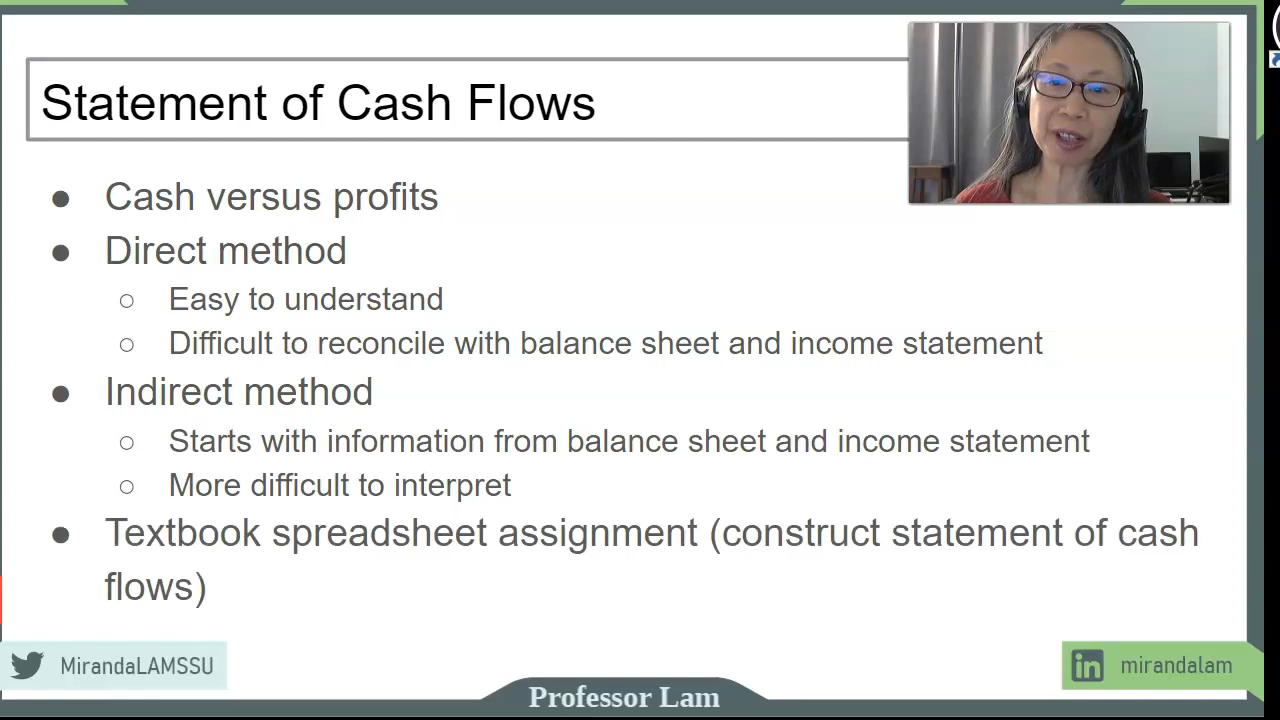 Statement of Cash Flows
● Cash versus profits
● Direct method
○ Easy to understand
○ Difficult to reconcile with balance sheet and income statement
● Indirect method
○ Starts with information from balance sheet and income statement
○ More difficult to interpret
● Textbook spreadsheet assignment (construct statement of cash
flows)
MirandaLAMSSU
in mirandalam
Professor Lam